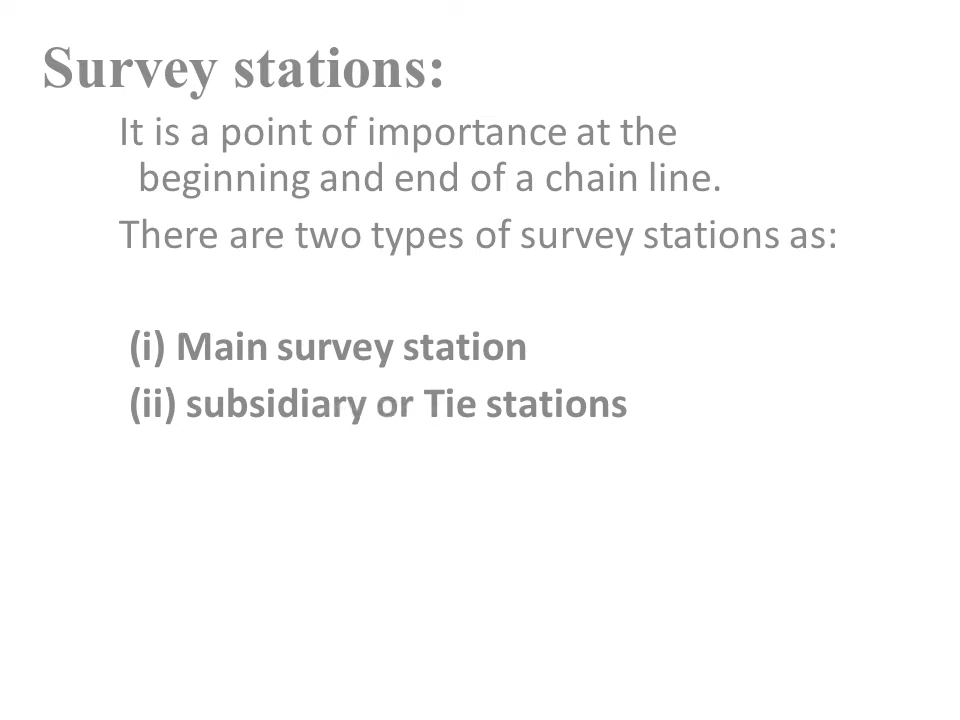 Survey stations:
It is a point of importance at the
beginning and end of a chain line.
There are two types of survey stations as:
(i) Main survey station
(ii) subsidiary or Tie stations